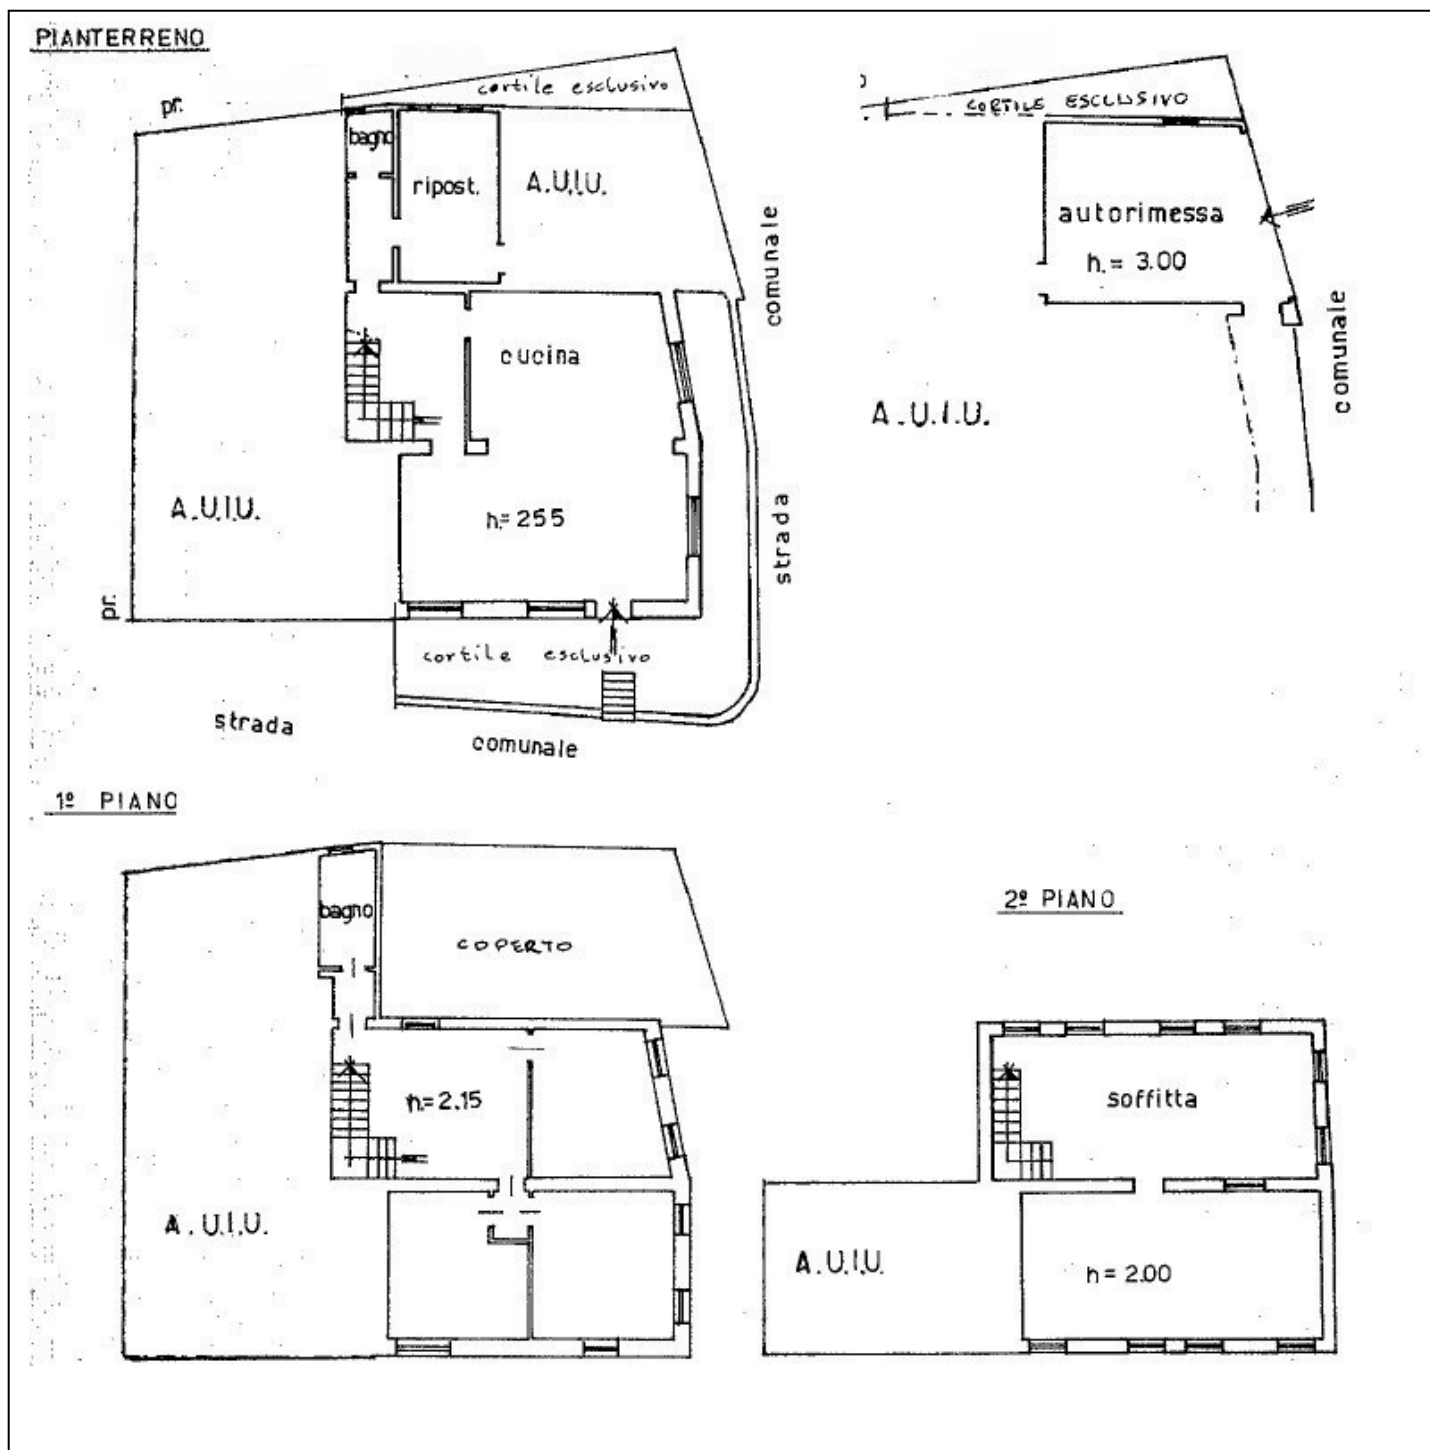 PIANTERRENO
pr.
cortile esclusivo
bagno
ripost.
A.U.I.U.
comunale
cucina
A.U.I.U.
h.= 255
strada
pr.
cortile esclusivo
strada
comunale
CORTILE ESCLUSIVO
autorimessa
h.= 3.00
comunale
A.U.I.U.
1º PIANO
bagno
COPERTO
h.= 2.15
A.U.I.U.
2º PIANO
soffitta
A.U.I.U.
h = 2.00